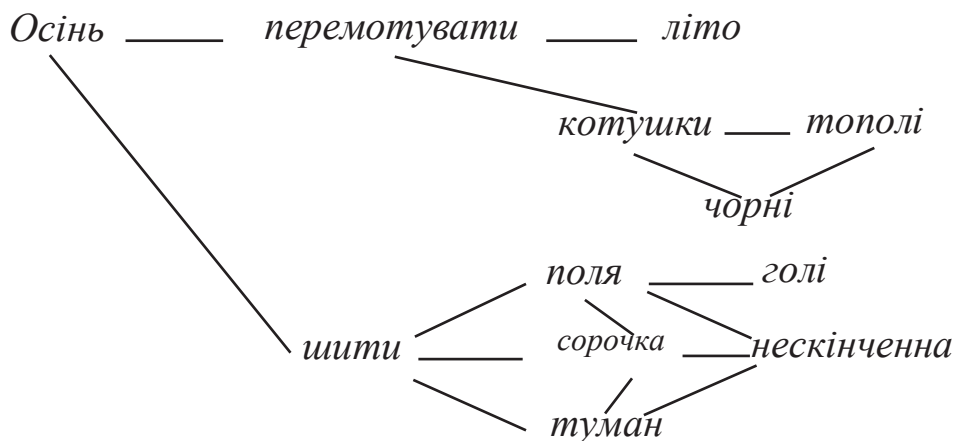 Осінь перемотувати літо
котушки тополі
чорні
поля голі
шити сорочка нескінченна
туман